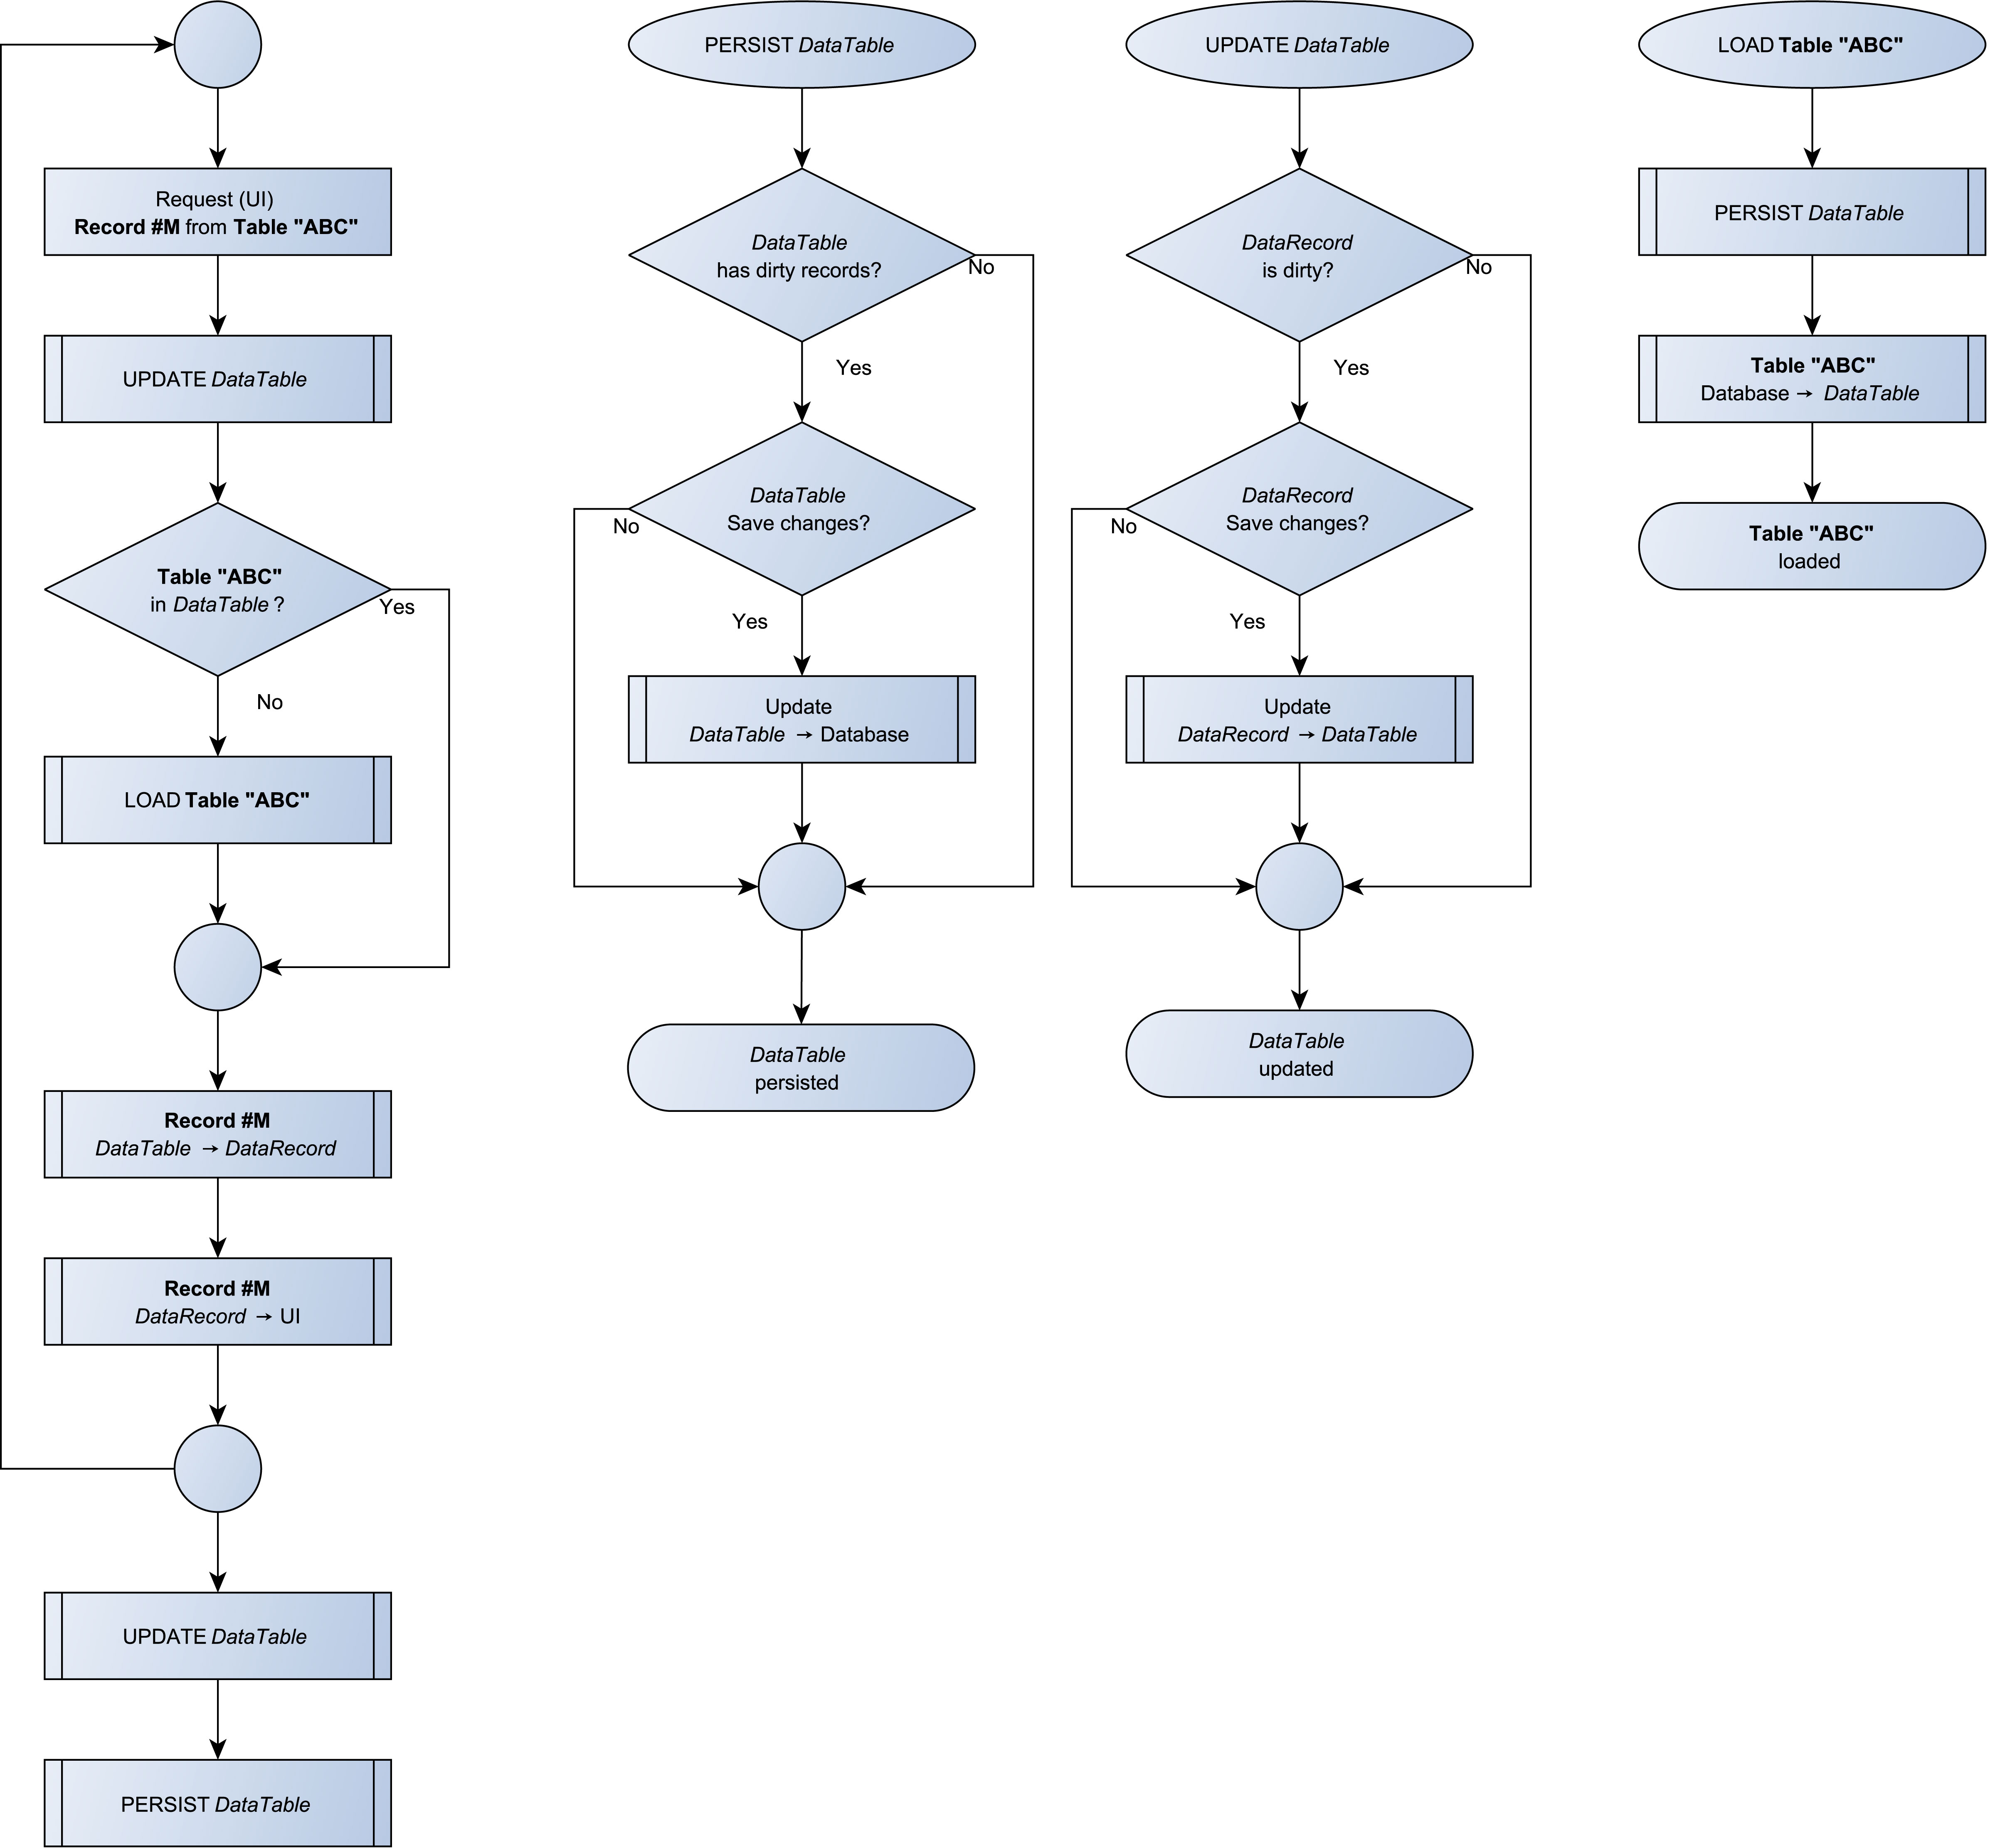 Request (UI)
Record #M from Table "ABC"
UPDATE DataTable
Table "ABC"
in DataTable ?
Yes
No
LOAD Table "ABC"
Record #M
DataTable → DataRecord
Record #M
DataRecord → UI
UPDATE DataTable
PERSIST DataTable
PERSIST DataTable
DataTable
has dirty records?
No
Yes
DataTable
Save changes?
No
Yes
Update
DataTable → Database
DataTable
persisted
UPDATE DataTable
DataRecord
is dirty?
No
Yes
DataRecord
Save changes?
No
Yes
Update
DataRecord → DataTable
DataTable
updated
LOAD Table "ABC"
PERSIST DataTable
Table "ABC"
Database → DataTable
Table "ABC"
loaded